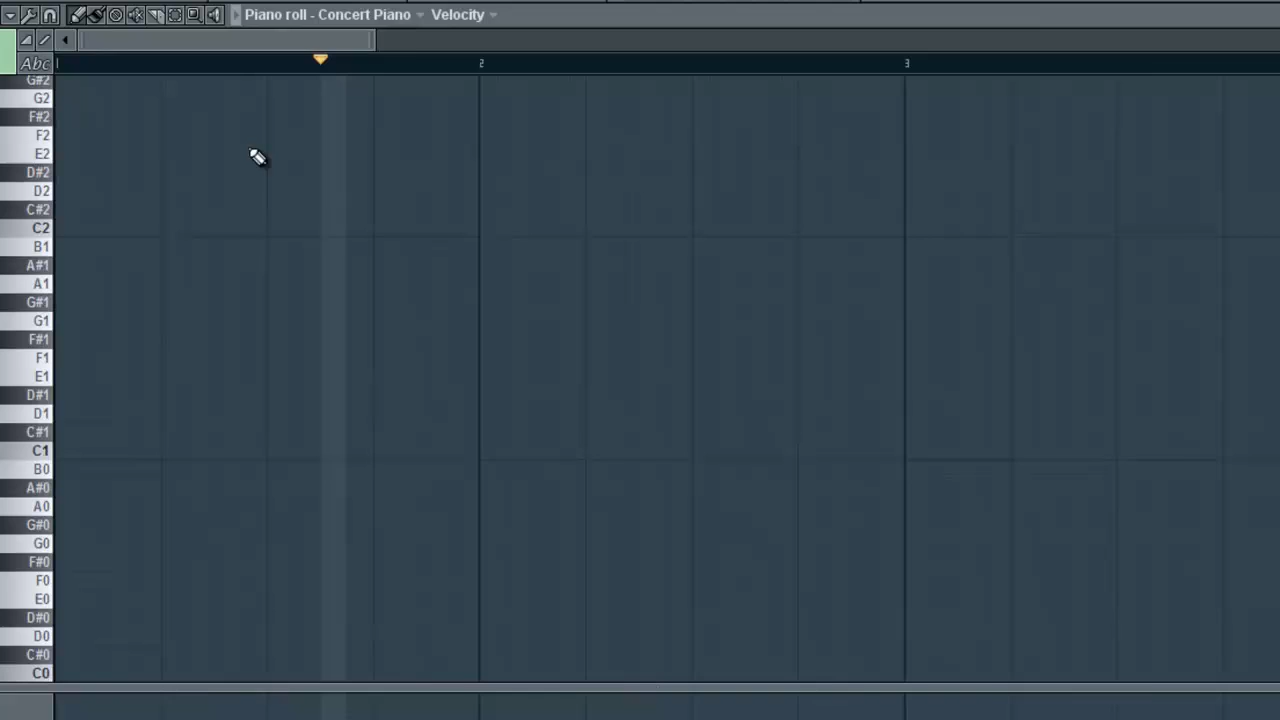 Piano roll - Concert Piano Velocity
Abc
2
3
G#2
G2
F#2
F2
E2
D#2
D2
C#2
C2
B1
A#1
A1
G#1
G1
F#1
F1
E1
D#1
D1
C#1
C1
B0
A#0
A0
G#0
G0
F#0
F0
E0
D#0
D0
C#0
C0